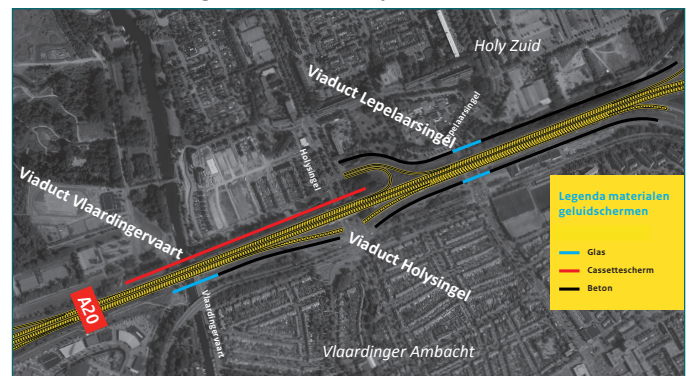 Holy Zuid
Viaduct Lepelaarsingel
Lepelaarsingel
Holysingel
Viaduct Vlaardingervaart
Viaduct Holysingel
A20
Vlaardingervaart
Vlaardinger Ambacht
Legenda materialen
geluidschermen
Glas
Cassettescherm
Beton